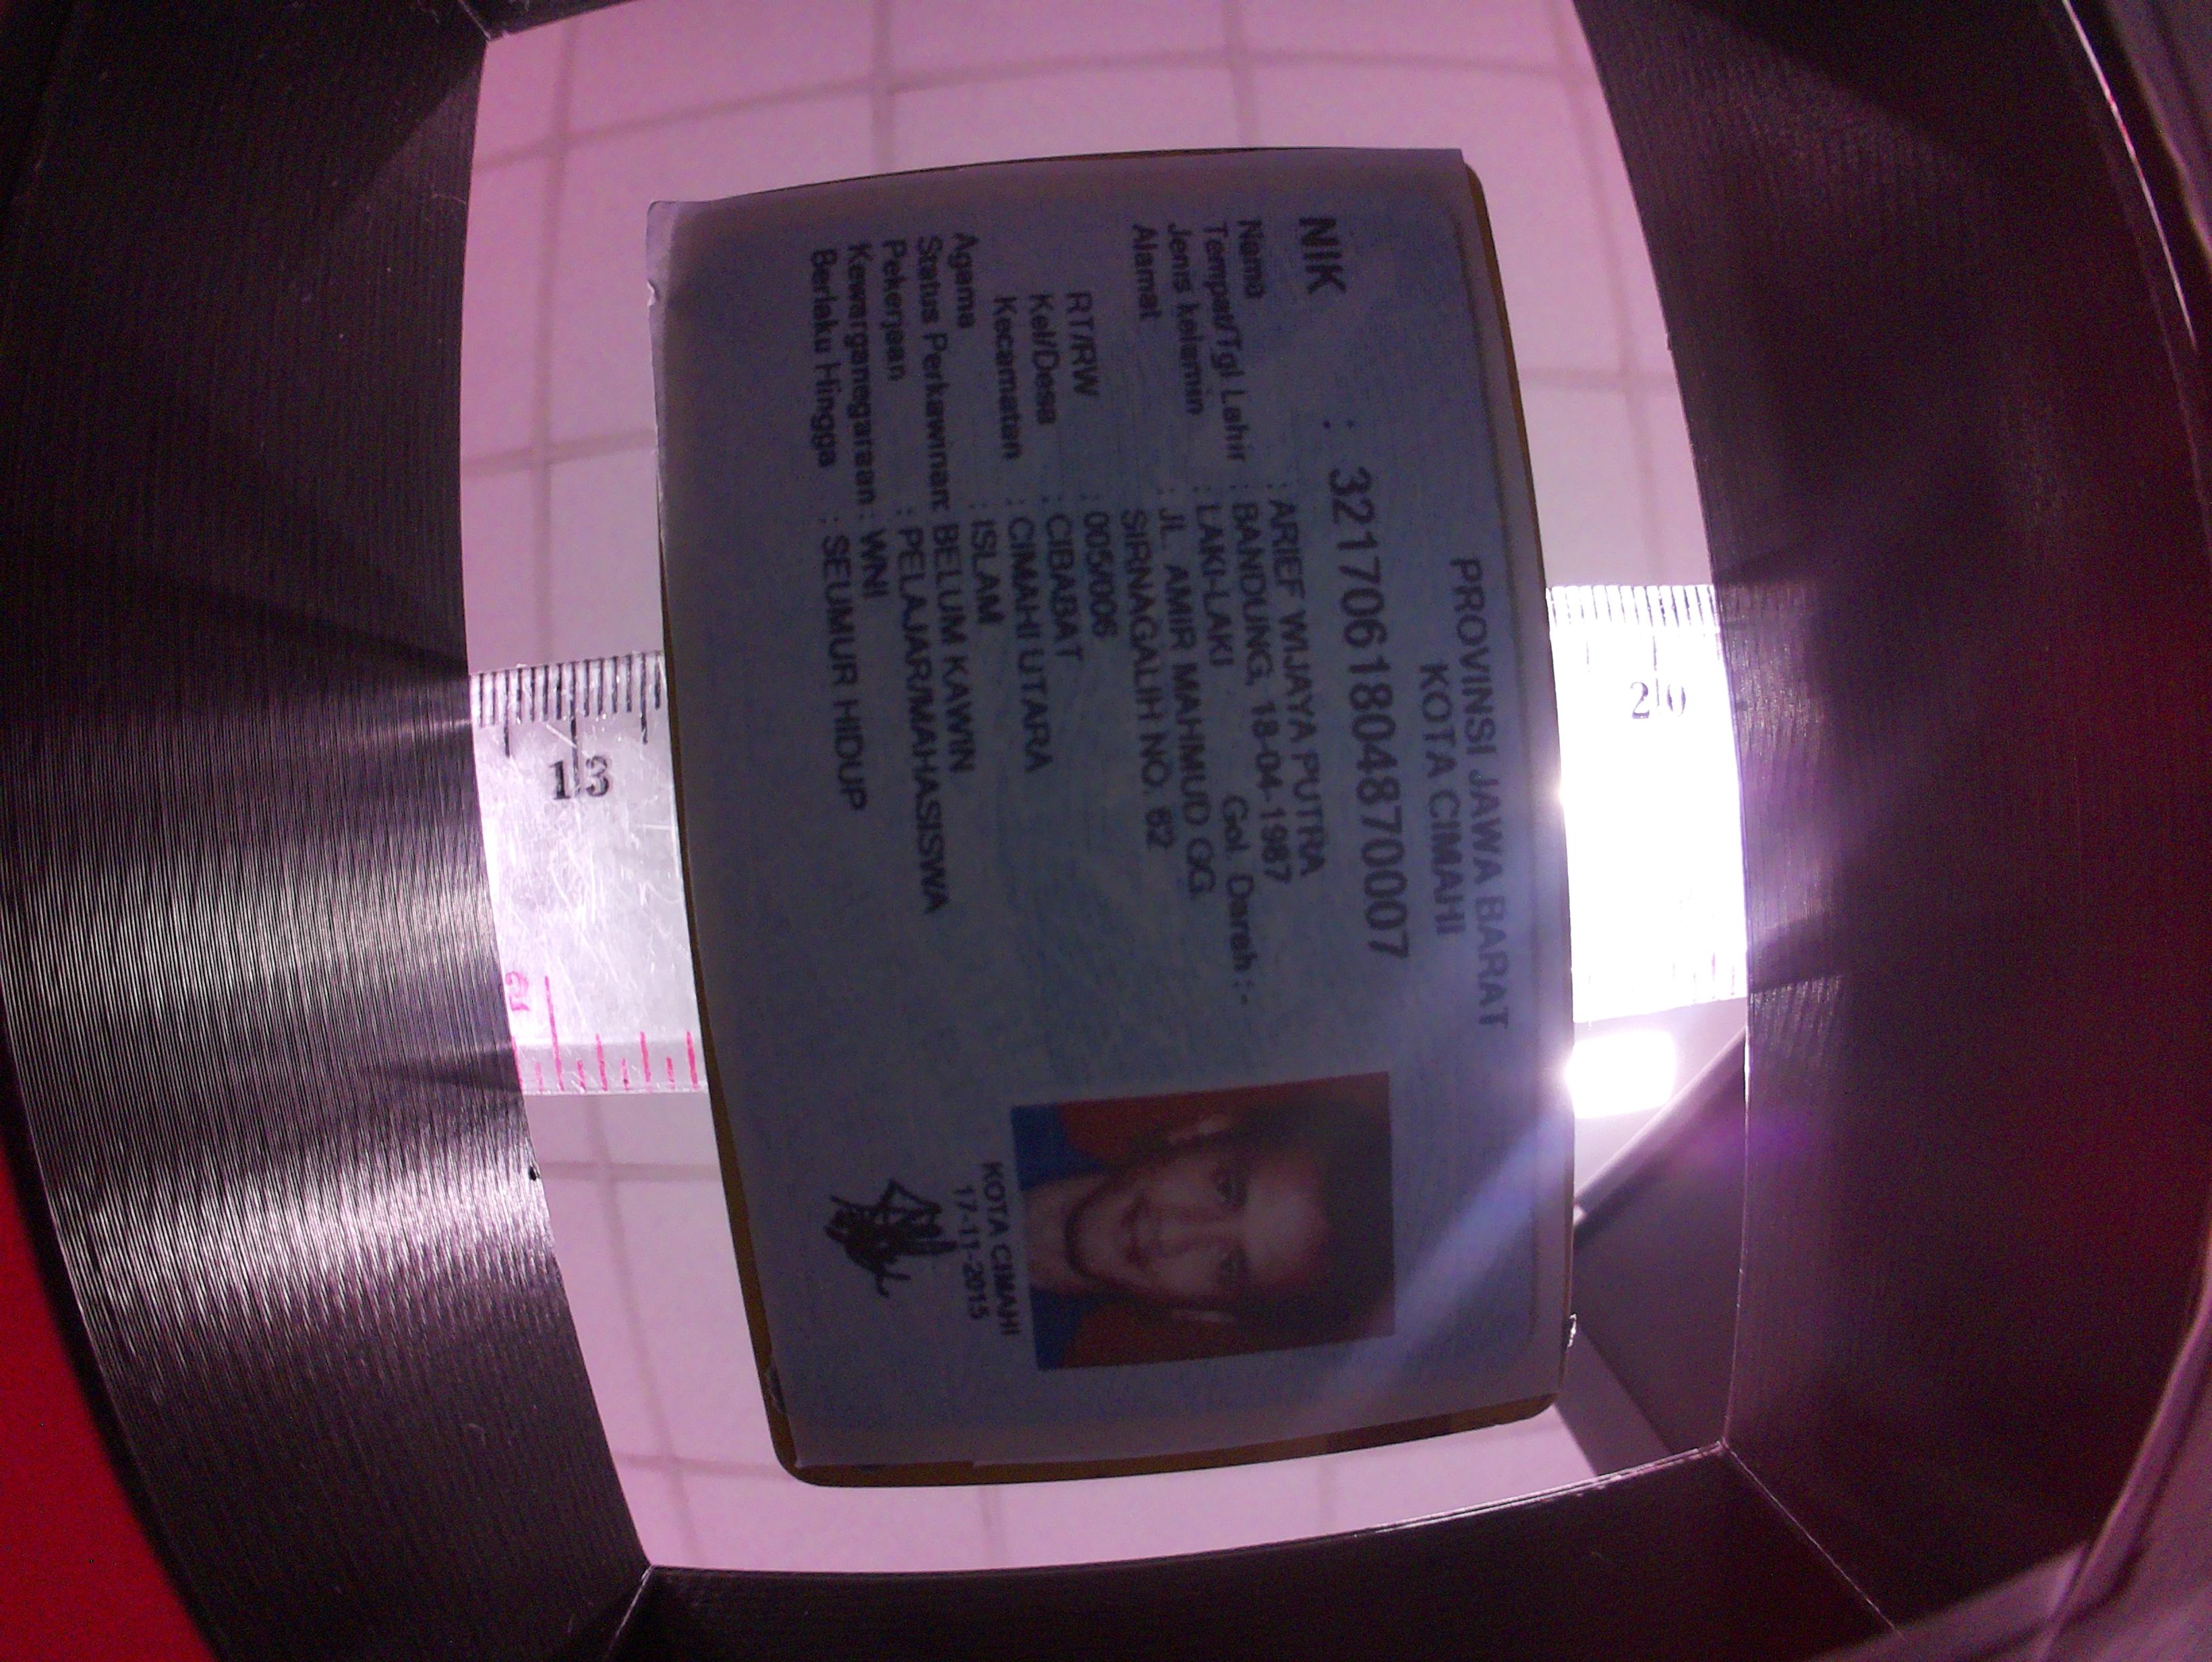 PROVINSI JAWA BARAT
KOTA CIMAHI
NIK : 3217061804870007
Nama : ARIEF WIJAYA PUTRA
Tempat/Tgl Lahir : BANDUNG, 18-04-1987
Jenis kelamin : LAKI-LAKI Gol. Darah :-
Alamat : JL. AMIR MAHMUD GG.
SIRNAGALIH NO. 62
RT/RW : 005/006
Kel/Desa : CIBABAT
Kecamatan : CIMAHI UTARA
Agama : ISLAM
Status Perkawinan: BELUM KAWIN
Pekerjaan : PELAJAR/MAHASISWA
Kewarganegaraan : WNI
Berlaku Hingga : SEUMUR HIDUP
KOTA CIMAHI
17-11-2015
13
20